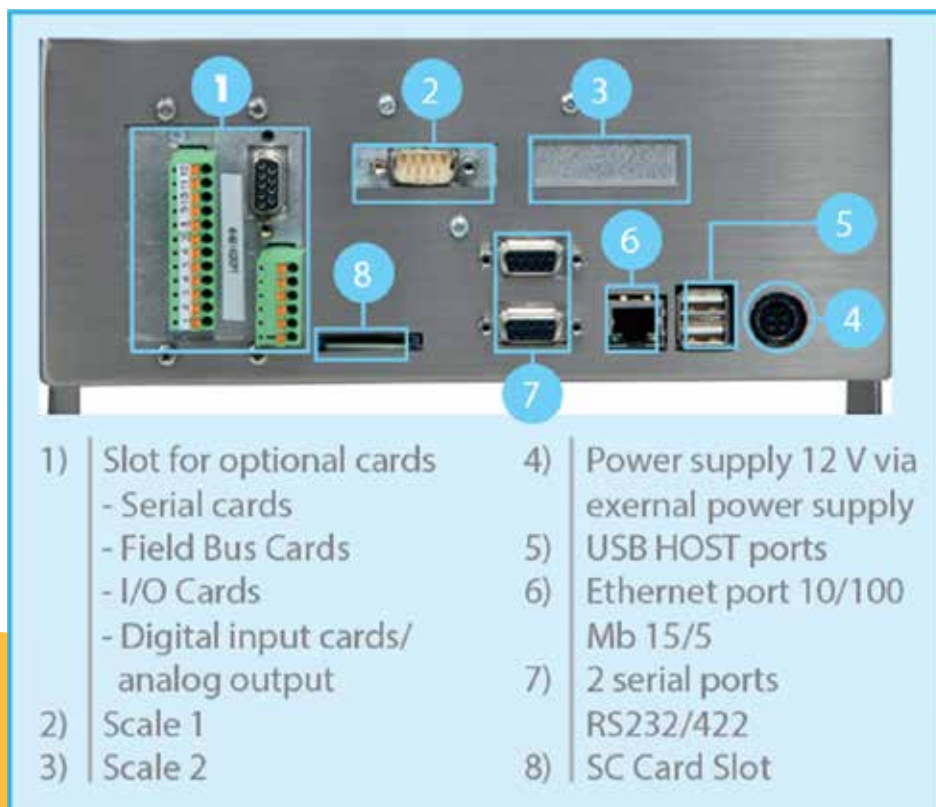 1
2
3
4
5
6
7
8
1) Slot for optional cards
- Serial cards
- Field Bus Cards
- I/O Cards
- Digital input cards/
analog output
2) Scale 1
3) Scale 2
4) Power supply 12 V via
exernal power supply
5) USB HOST ports
6) Ethernet port 10/100
Mb 15/5
7) 2 serial ports
RS232/422
8) SC Card Slot